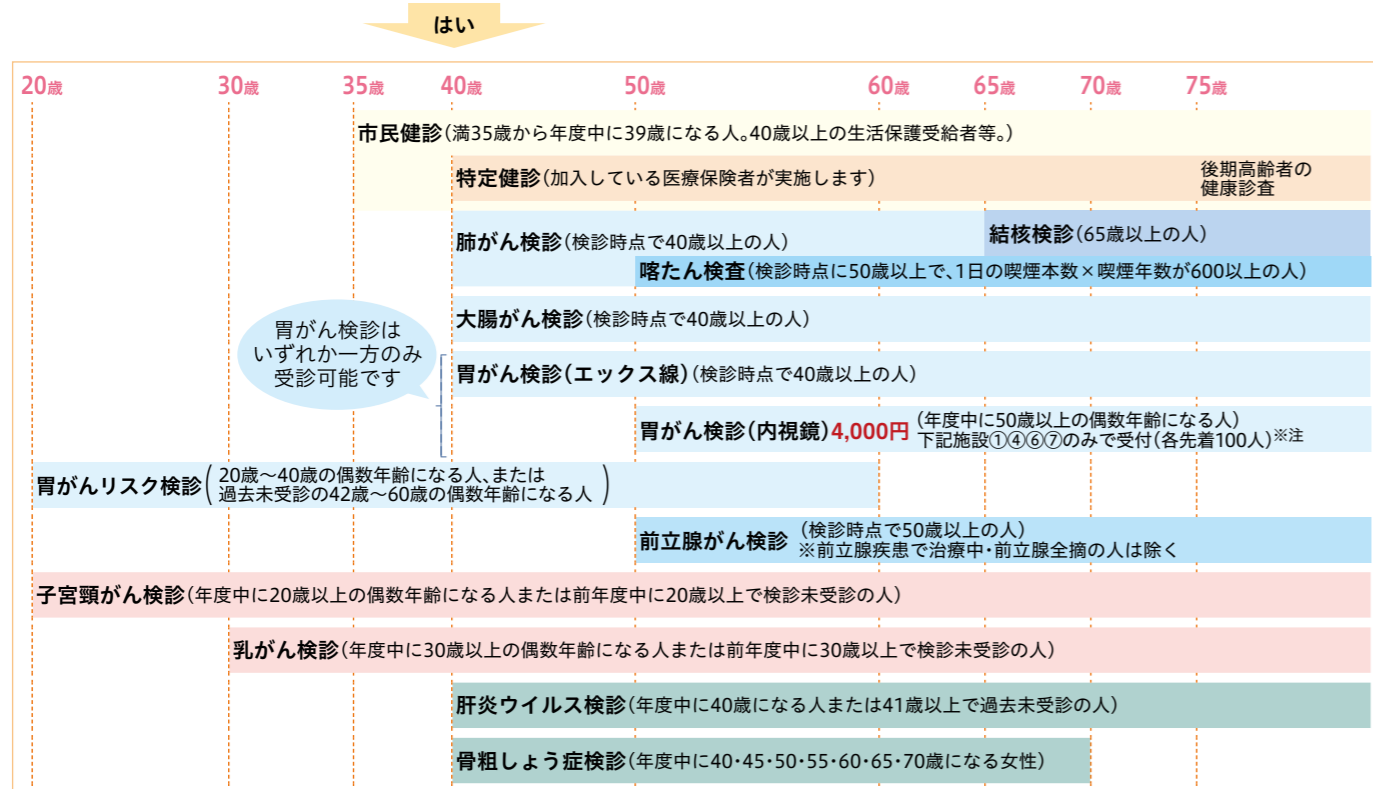 はい
20歳 30歳 35歳 40歳 50歳 60歳 65歳 70歳 75歳
市民健診(満35歳から年度中に39歳になる人。40歳以上の生活保護受給者等。)
特定健診(加入している医療保険者が実施します)
後期高齢者の
健康診査
肺がん検診(検診時点で40歳以上の人)
結核検診(65歳以上の人)
喀たん検査(検診時点に50歳以上で、1日の喫煙本数×喫煙年数が600以上の人)
大腸がん検診(検診時点で40歳以上の人)
胃がん検診は
いずれか一方のみ
受診可能です
胃がん検診(エックス線)(検診時点で40歳以上の人)
胃がん検診(内視鏡)4,000円(年度中に50歳以上の偶数年齢になる人)
下記施設①④⑥⑦のみで受付(各先着100人)※注
胃がんリスク検診(20歳〜40歳の偶数年齢になる人、または
過去未受診の42歳〜60歳の偶数年齢になる人)
前立腺がん検診(検診時点で50歳以上の人)
※前立腺疾患で治療中・前立腺全摘の人は除く
子宮頸がん検診(年度中に20歳以上の偶数年齢になる人または前年度中に20歳以上で検診未受診の人)
乳がん検診(年度中に30歳以上の偶数年齢になる人または前年度中に30歳以上で検診未受診の人)
肝炎ウイルス検診(年度中に40歳になる人または41歳以上で過去未受診の人)
骨粗しょう症検診(年度中に40・45・50・55・60・65・70歳になる女性)